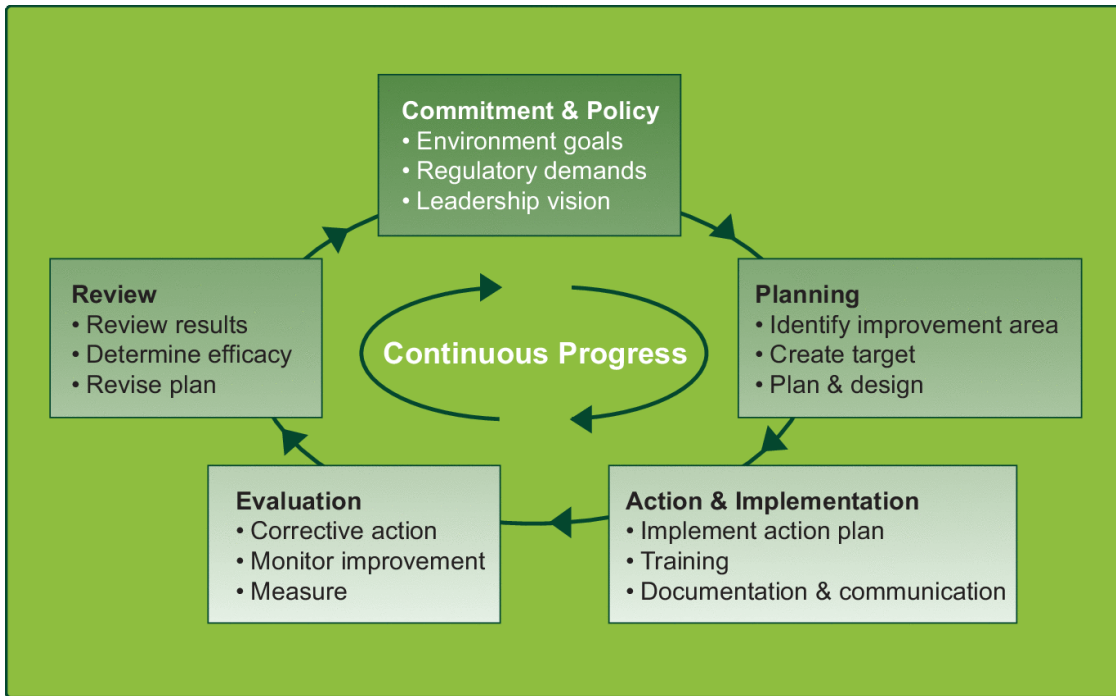 Commitment & Policy
• Environment goals
• Regulatory demands
• Leadership vision
Review
• Review results
• Determine efficacy
• Revise plan
Continuous Progress
Planning
• Identify improvement area
• Create target
• Plan & design
Evaluation
• Corrective action
• Monitor improvement
• Measure
Action & Implementation
• Implement action plan
• Training
• Documentation & communication